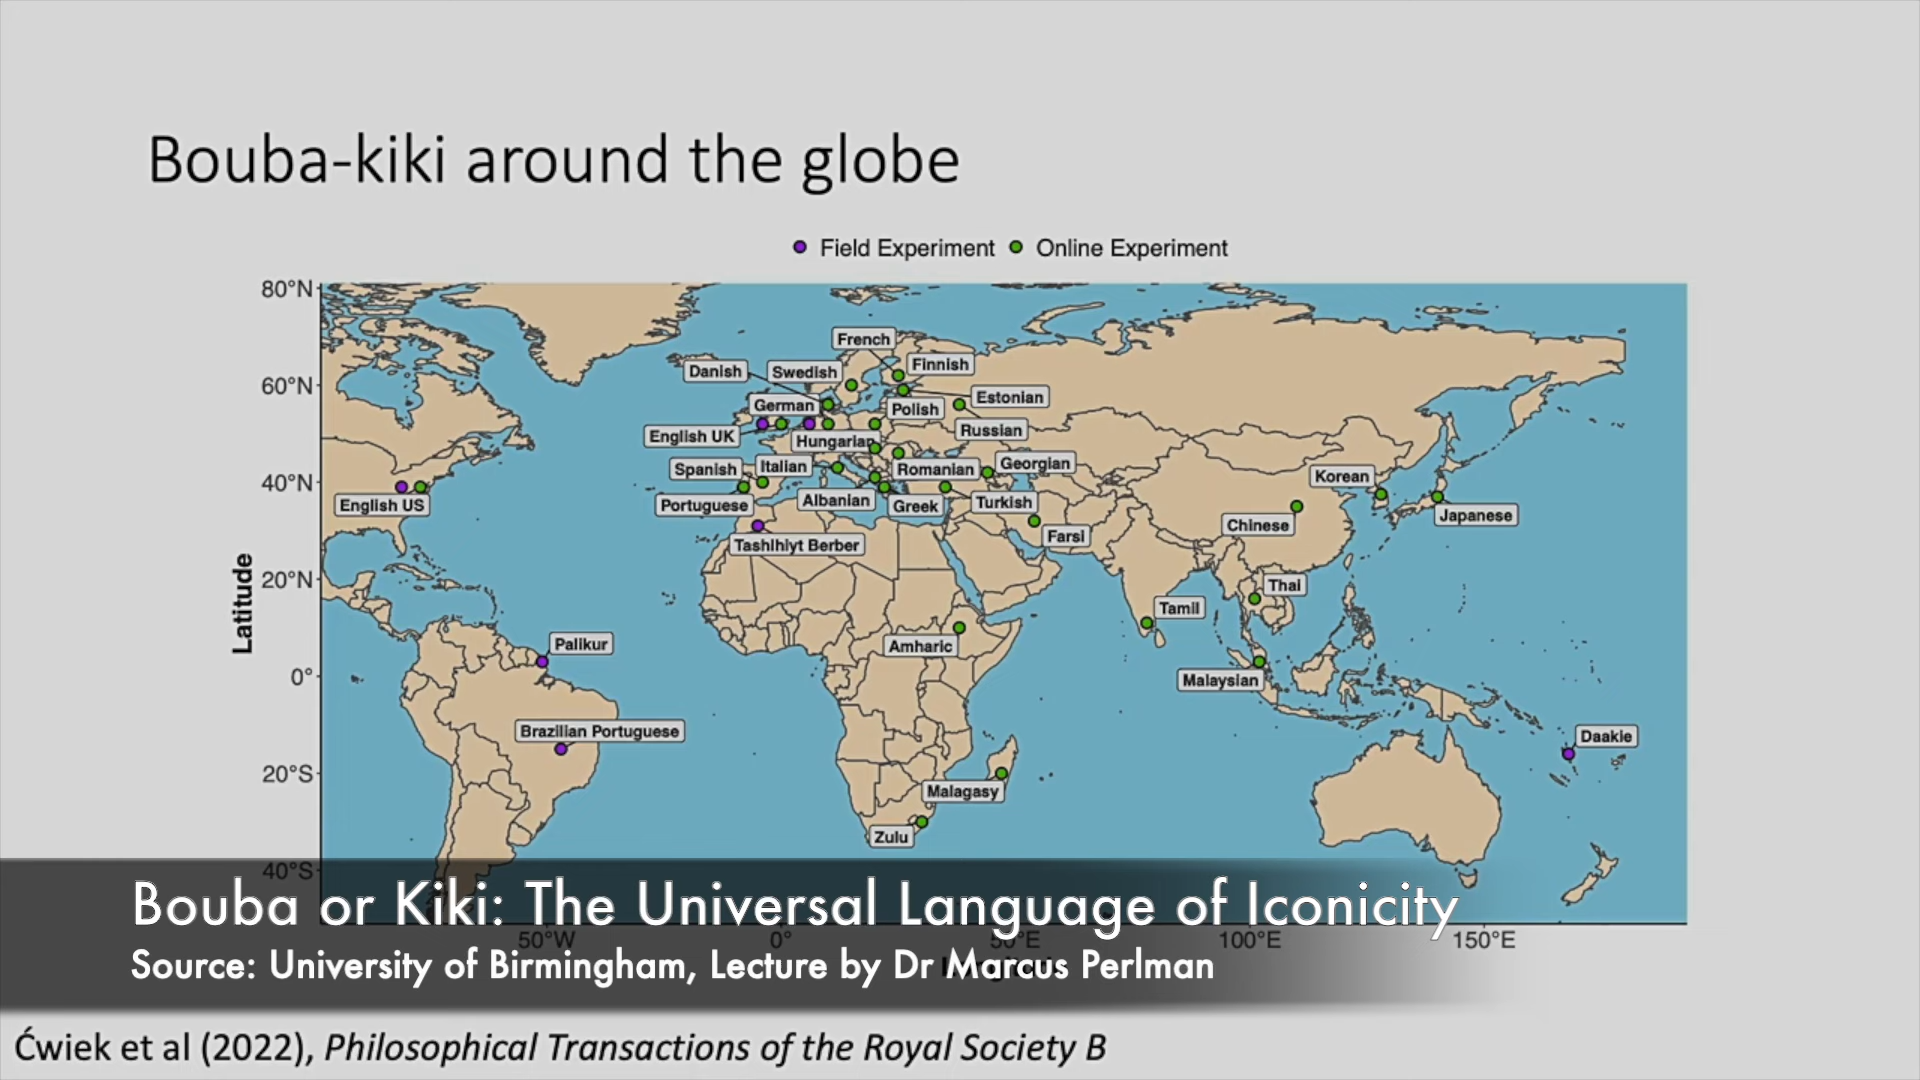 Bouba-kiki around the globe
Field Experiment Online Experiment
80°N
French
Finnish
Danish
Swedish
60°N
Estonian
German
Polish
Russian
English UK
Hungarian
Georgian
Spanish
Italian
Romanian
Korean
40°N
English US
Portuguese
Albanian
Greek
Turkish
Japanese
Chinese
Farsi
Tashlhiyt Berber
Latitude
20°N
Thai
Tamil
Palikur
Amharic
0°
Malaysian
Brazilian Portuguese
Daakie
20°S
Malagasy
Zulu
40°S
Bouba or Kiki: The Universal Language of Iconicity
50°W 0° 50°E 100°E 150°E
Source: University of Birmingham, Lecture by Dr Marcus Perlman
Ćwiek et al (2022), Philosophical Transactions of the Royal Society B